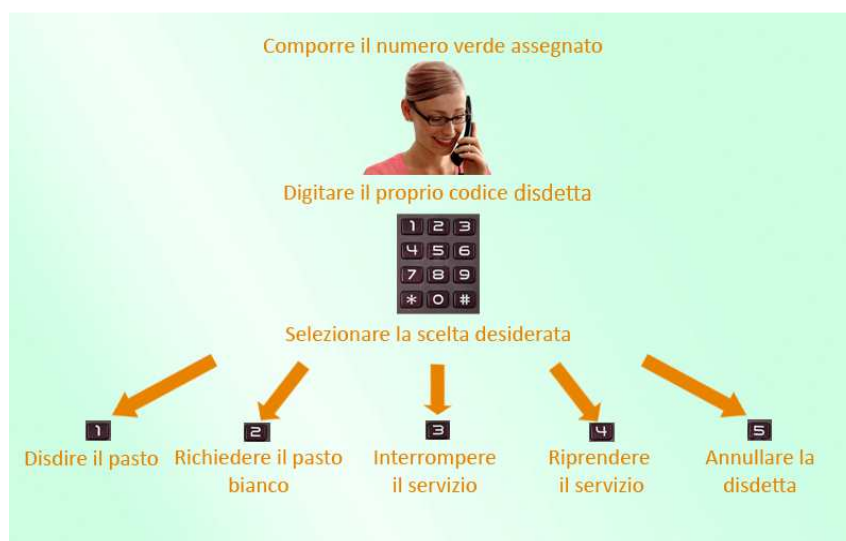 Comporre il numero verde assegnato
Digitare il proprio codice disdetta
1 2 3
4 5 6
7 8 9
* 0 #
Selezionare la scelta desiderata
1
Disdire il pasto
2
Richiedere il pasto
bianco
3
Interrompere
il servizio
4
Riprendere
il servizio
5
Annullare la
disdetta